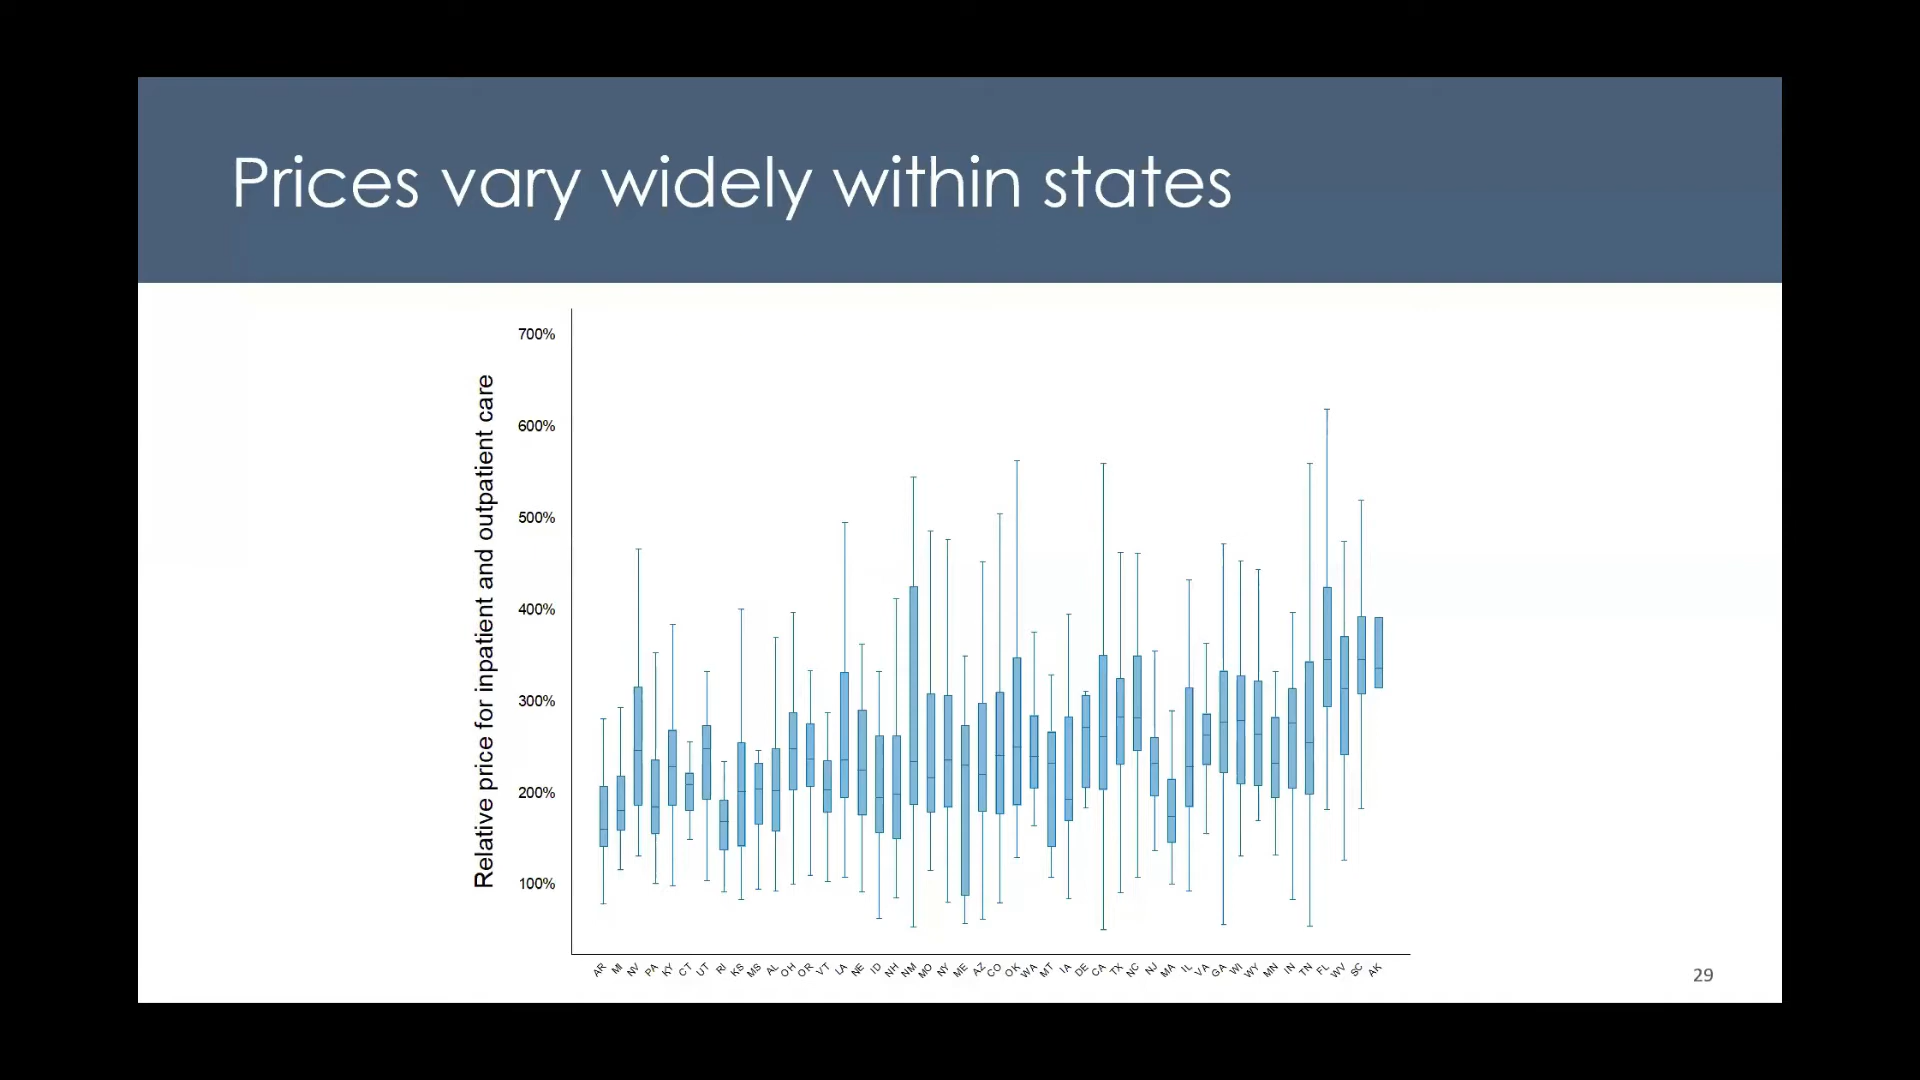 Prices vary widely within states
Relative price for inpatient and outpatient care
700%
600%
500%
400%
300%
200%
100%
AR MI NV PA KY CT UT RI KS MS AL OH OR VT LA NE ID NH NM MO NY ME AZ CO OK WA MT IA DE CA TX NC NJ MA IL VA GA WI WY MN IN TN FL WV SC AK
29